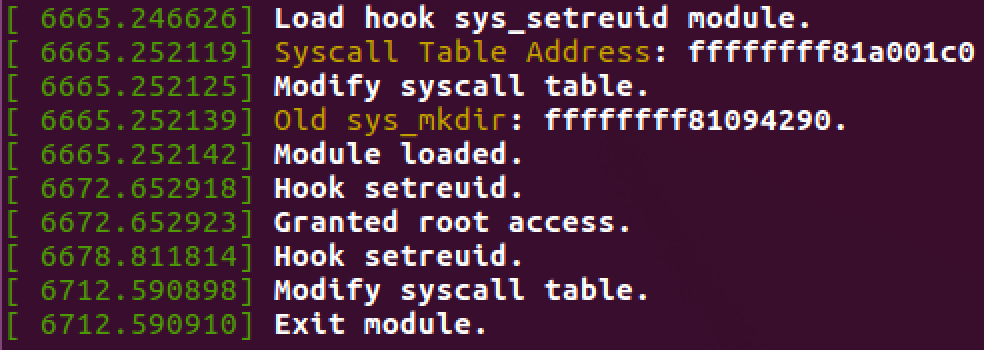 [ 6665.246626] Load hook sys_setreuid module.
[ 6665.252119] Syscall Table Address: ffffffff81a001c0
[ 6665.252125] Modify syscall table.
[ 6665.252139] Old sys_mkdir: ffffffff81094290.
[ 6665.252142] Module loaded.
[ 6672.652918] Hook setreuid.
[ 6672.652923] Granted root access.
[ 6678.811814] Hook setreuid.
[ 6712.590898] Modify syscall table.
[ 6712.590910] Exit module.